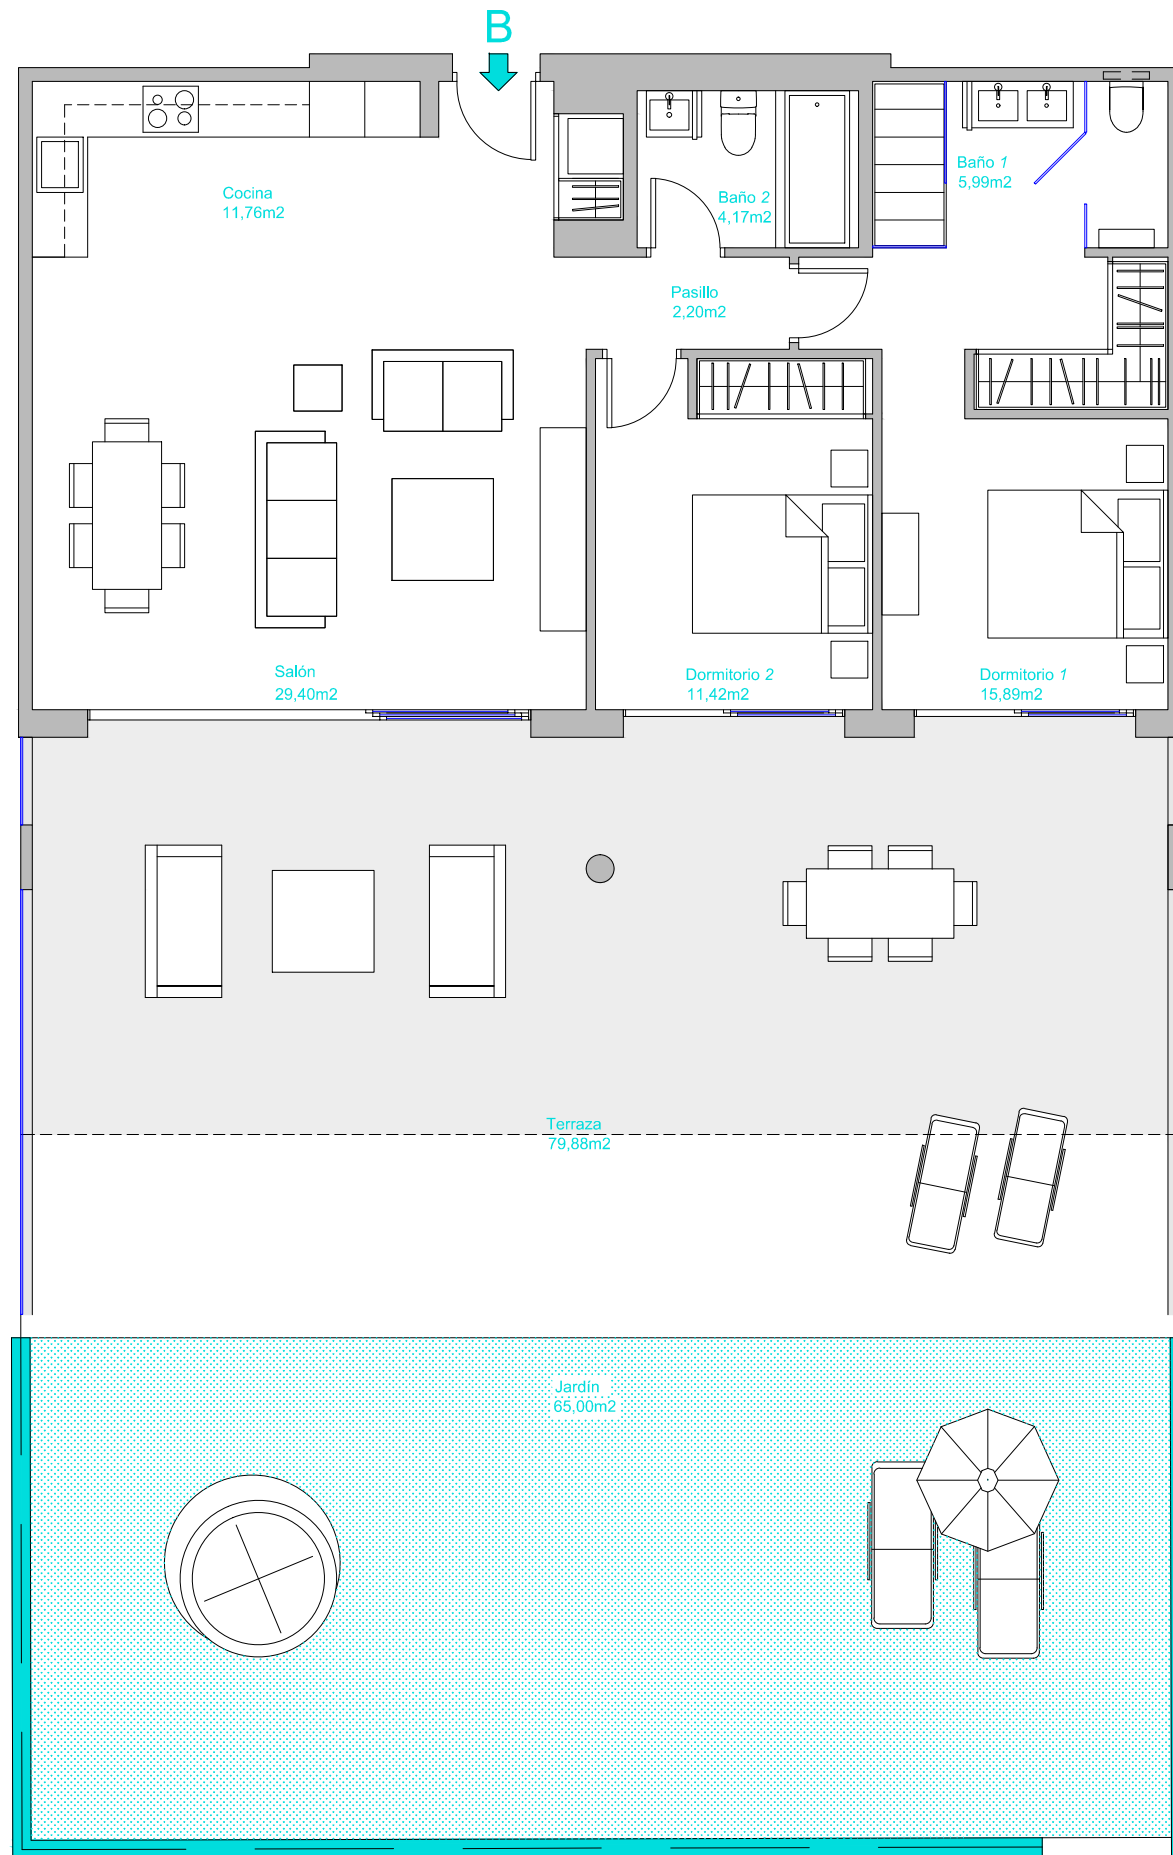 B
Cocina
11,76m2
Baño 2
4,17m2
Baño 1
5,99m2
Pasillo
2,20m2
Salón
29,40m2
Dormitorio 2
11,42m2
Dormitorio 1
15,89m2
Terraza
79,88m2
Jardín
65,00m2